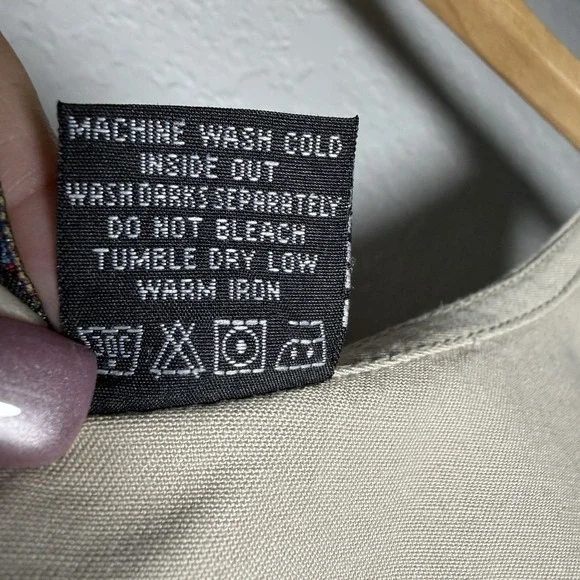 MACHINE WASH COLD
INSIDE OUT
WASH DARKS SEPARATELY
DO NOT BLEACH
TUMBLE DRY LOW
WARM IRON